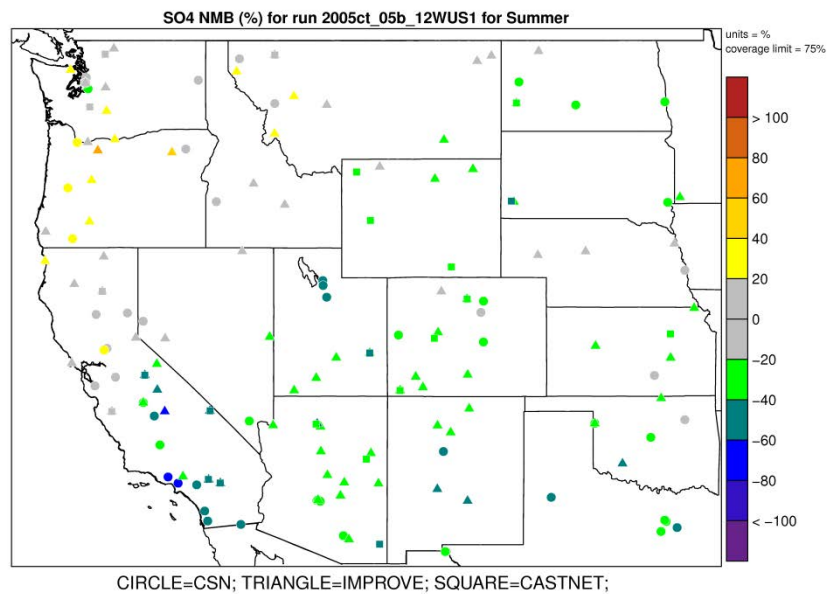 SO4 NMB (%) for run 2005ct_05b_12WUS1 for Summer
units = %
coverage limit = 75%
> 100
80
60
40
20
0
−20
−40
−60
−80
< −100
CIRCLE=CSN; TRIANGLE=IMPROVE; SQUARE=CASTNET;